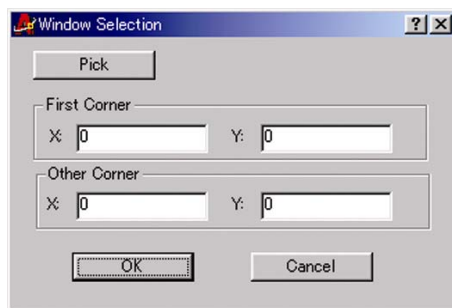 Window Selection
Pick
First Corner
X: 0 Y: 0
Other Corner
X: 0 Y: 0
OK Cancel